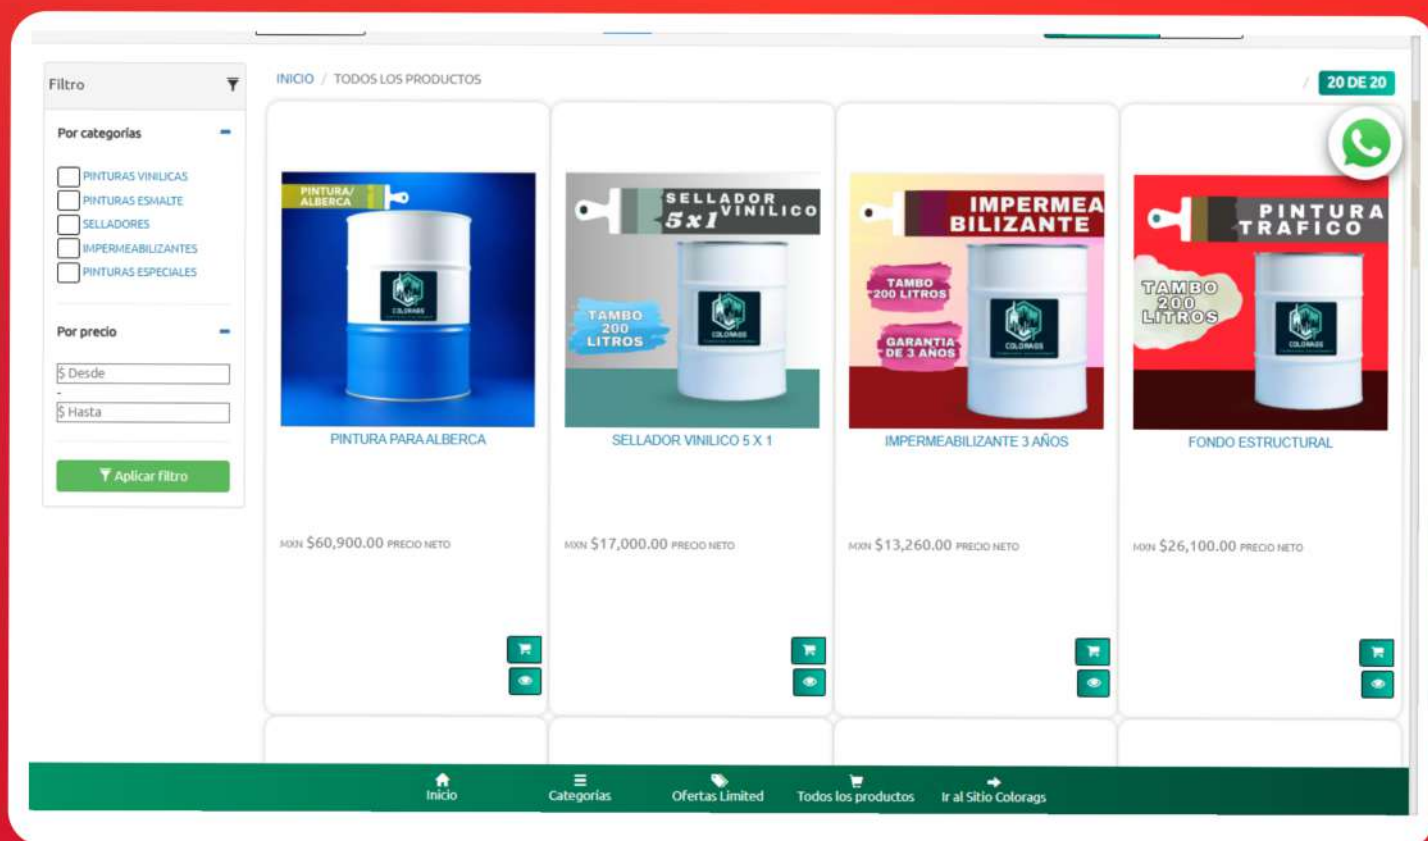 Filtro
INICIO / TODOS LOS PRODUCTOS
/ 20 DE 20
Por categorías
PINTURAS VINILICAS
PINTURAS ESMALTE
SELLADORES
IMPERMEABILIZANTES
PINTURAS ESPECIALES
Por precio
$ Desde
-
$ Hasta
Aplicar filtro
PINTURA/
ALBERCA
COLORAGS
PINTURA PARA ALBERCA
MXN $60,900.00 PRECIO NETO
SELLADOR
5x1 VINILICO
TAMBO
200
LITROS
COLORAGS
SELLADOR VINILICO 5 X 1
MXN $17,000.00 PRECIO NETO
IMPERMEA
BILIZANTE
TAMBO
200 LITROS
GARANTIA
DE 3 AÑOS
COLORAGS
IMPERMEABILIZANTE 3 AÑOS
MXN $13,260.00 PRECIO NETO
PINTURA
TRAFICO
TAMBO
200
LITROS
COLORAGS
FONDO ESTRUCTURAL
MXN $26,100.00 PRECIO NETO
Inicio
Categorías
Ofertas Limited
Todos los productos
Ir al Sitio Colorags